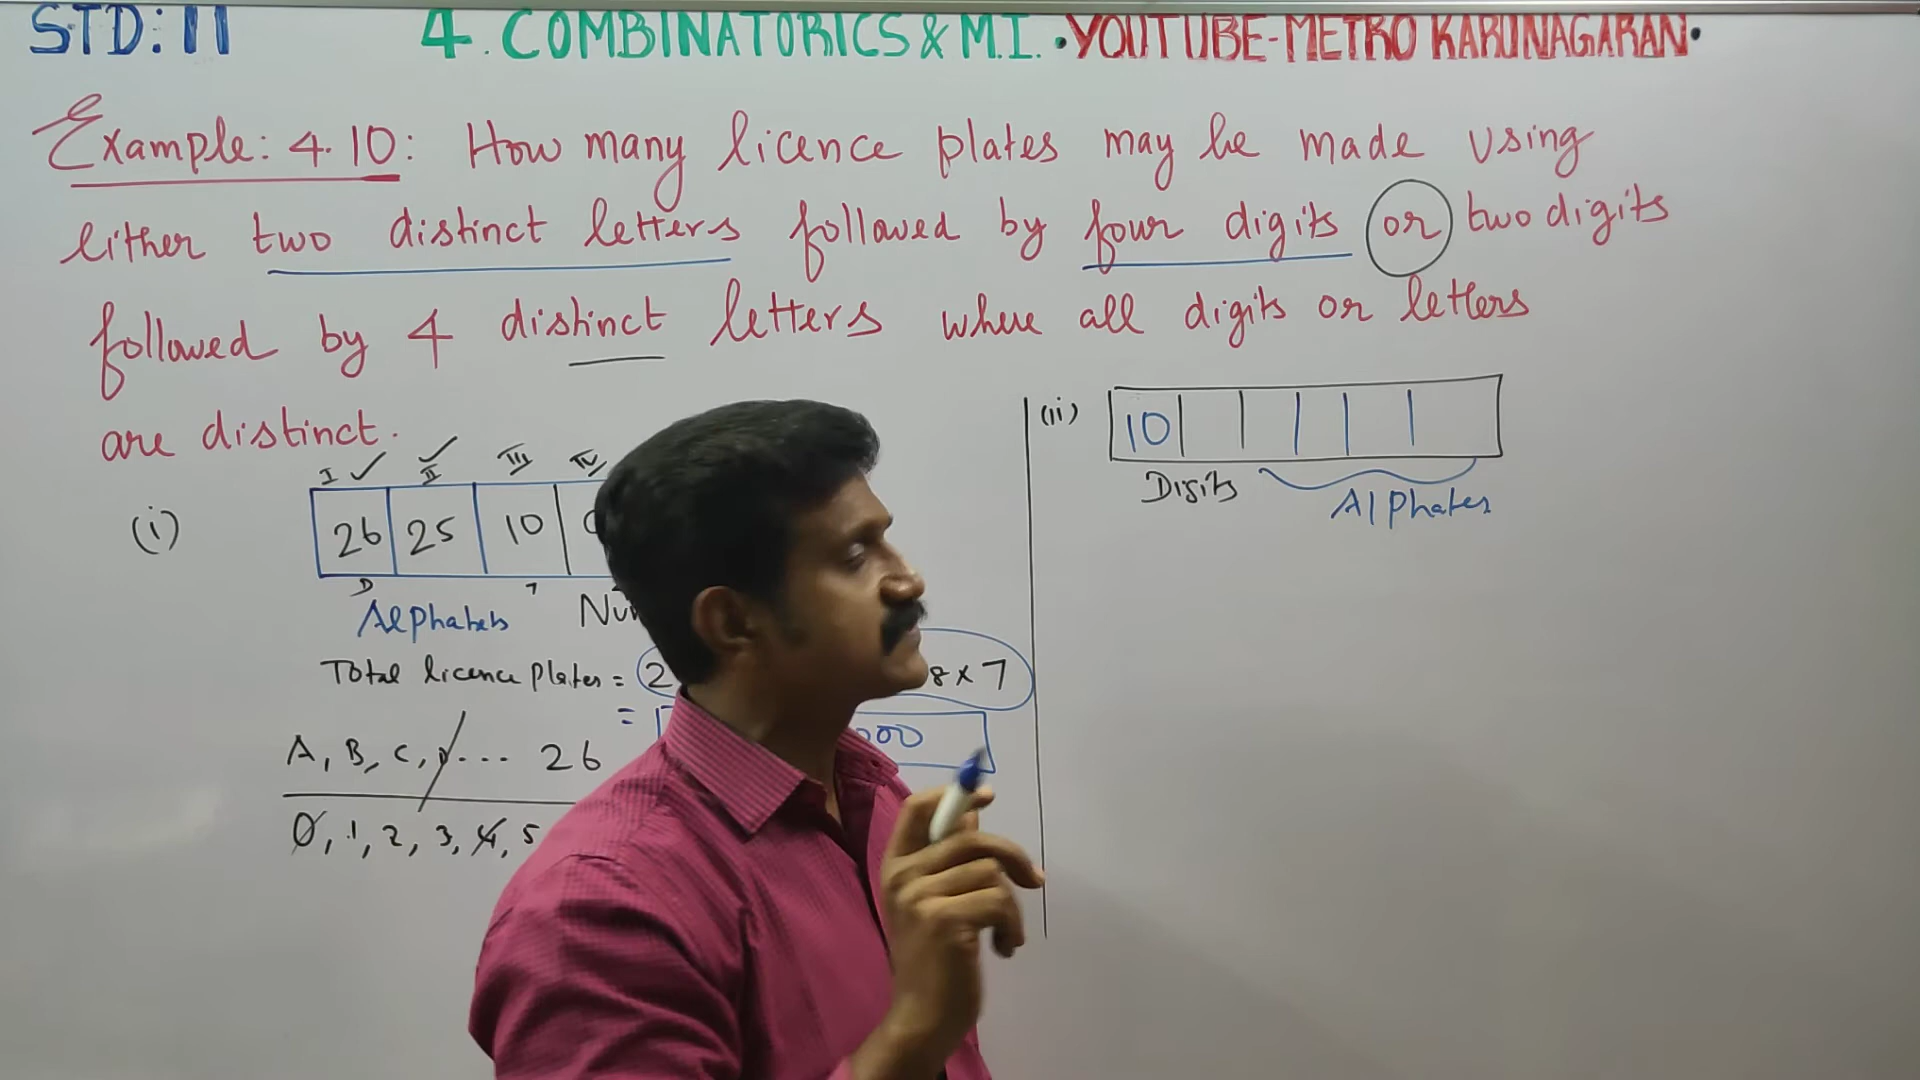 STD: 11 4. COMBINATORICS & M.I. • YOUTUBE-METRO KARUNAGARAN •
Example: 4.10: How many licence plates may be made using
either two distinct letters followed by four digits or two digits
followed by 4 distinct letters where all digits or letters
are distinct.
I ✓ II ✓ III IV
(i) 26 25 10
Alphabets
Total licence plates = 2 8 x 7
= 000
A, B, C, ... 26
0, 1, 2, 3, 4, 5
(ii) 10
Digits Alphabets